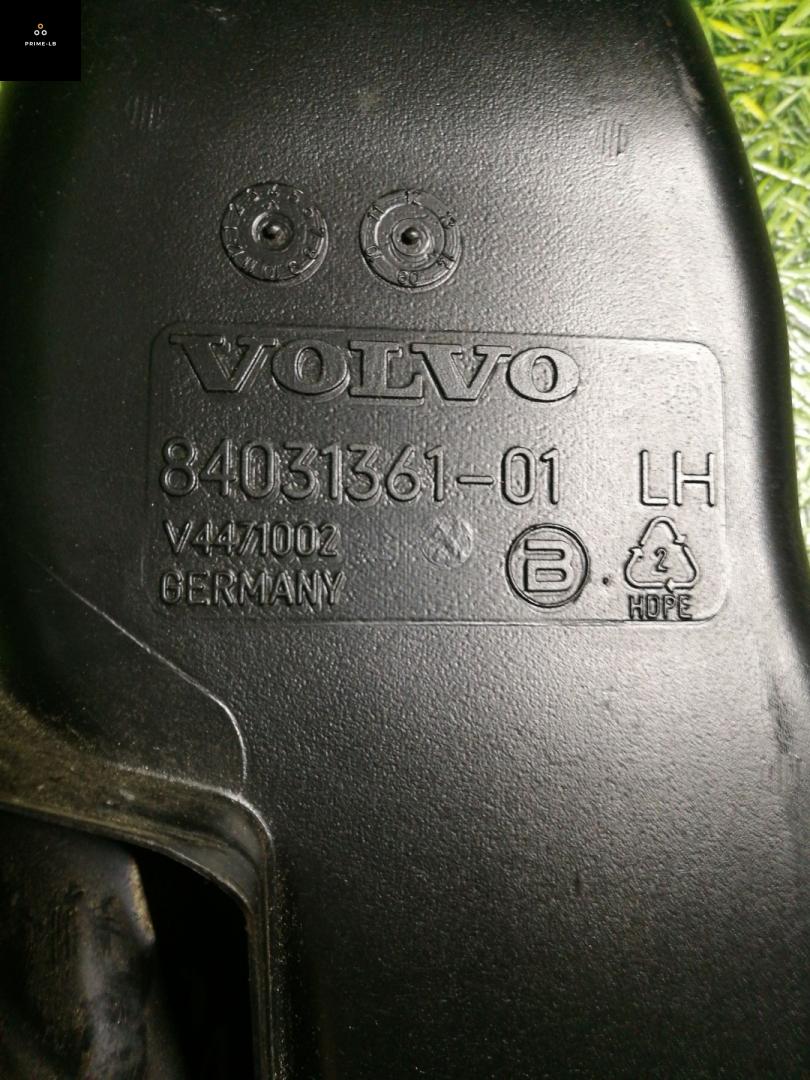 PRIME-LB
VOLVO
84031361-01 LH
V4471002
GERMANY
B
2
HDPE